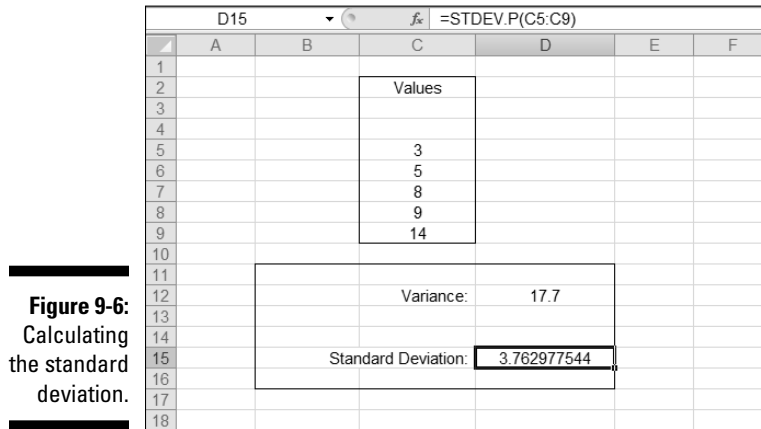 D15 fx =STDEV.P(C5:C9)
A B C D E F
1
2 Values
3
4
5 3
6 5
7 8
8 9
9 14
10
11
12 Variance: 17.7
13
14
15 Standard Deviation: 3.762977544
16
17
18
Figure 9-6:
Calculating
the standard
deviation.